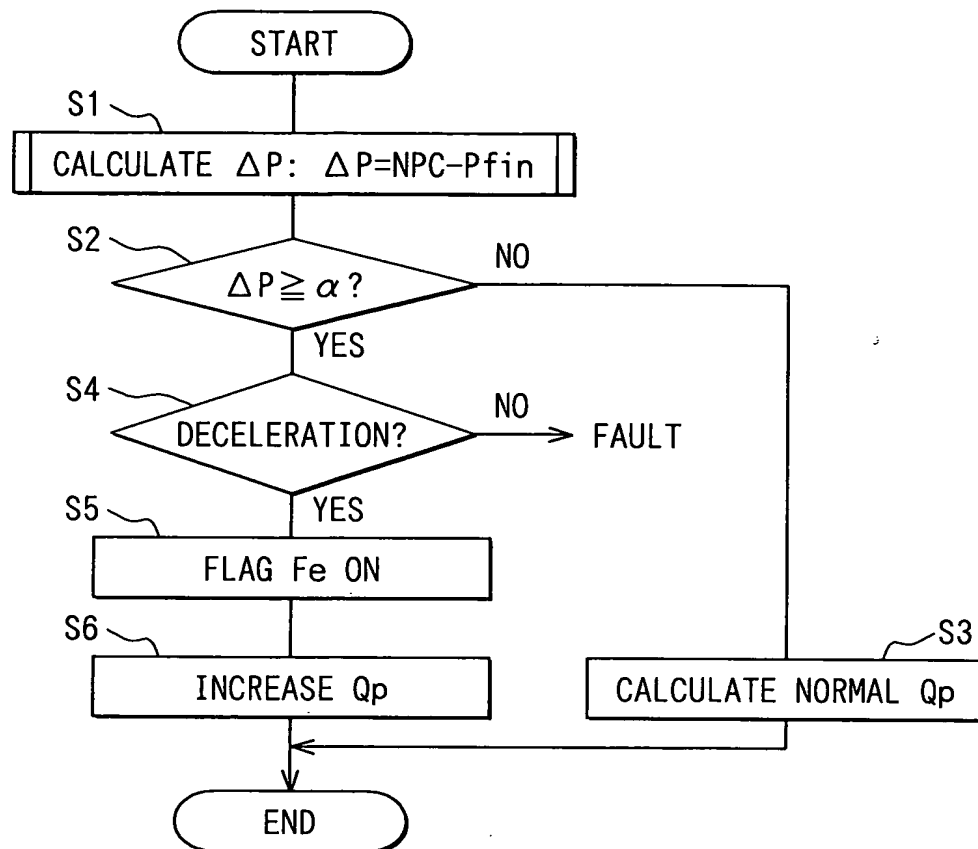 START
S1
CALCULATE ΔP: ΔP=NPC-Pfin
S2
ΔP≧α?
NO
YES
S4
DECELERATION?
NO
FAULT
YES
S5
FLAG Fe ON
S6
INCREASE Qp
S3
CALCULATE NORMAL Qp
END